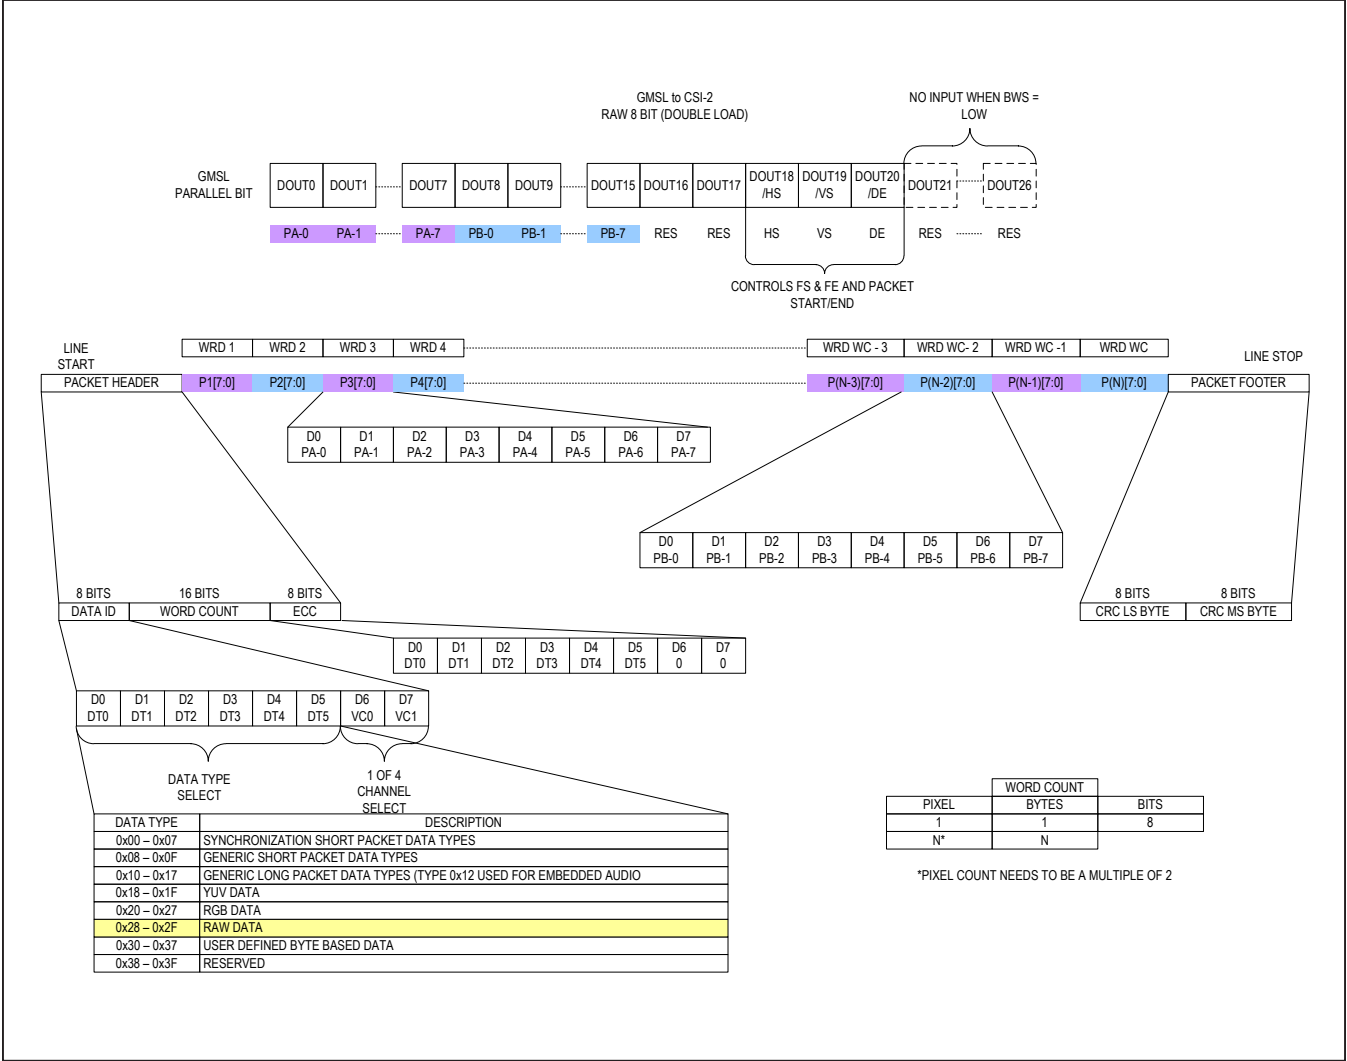 GMSL to CSI-2
RAW 8 BIT (DOUBLE LOAD)
NO INPUT WHEN BWS =
LOW
GMSL
PARALLEL BIT
DOUT0 DOUT1 DOUT7 DOUT8 DOUT9 DOUT15 DOUT16 DOUT17 DOUT18 /HS DOUT19 /VS DOUT20 /DE DOUT21 DOUT26
PA-0 PA-1 PA-7 PB-0 PB-1 PB-7 RES RES HS VS DE RES RES
CONTROLS FS & FE AND PACKET
START/END
LINE
START
WRD 1 WRD 2 WRD 3 WRD 4 WRD WC - 3 WRD WC- 2 WRD WC -1 WRD WC
LINE STOP
PACKET HEADER P1[7:0] P2[7:0] P3[7:0] P4[7:0] P(N-3)[7:0] P(N-2)[7:0] P(N-1)[7:0] P(N)[7:0] PACKET FOOTER
D0 D1 D2 D3 D4 D5 D6 D7
PA-0 PA-1 PA-2 PA-3 PA-4 PA-5 PA-6 PA-7
D0 D1 D2 D3 D4 D5 D6 D7
PB-0 PB-1 PB-2 PB-3 PB-4 PB-5 PB-6 PB-7
8 BITS 16 BITS 8 BITS
DATA ID WORD COUNT ECC
8 BITS 8 BITS
CRC LS BYTE CRC MS BYTE
D0 D1 D2 D3 D4 D5 D6 D7
DT0 DT1 DT2 DT3 DT4 DT5 0 0
D0 D1 D2 D3 D4 D5 D6 D7
DT0 DT1 DT2 DT3 DT4 DT5 VC0 VC1
DATA TYPE
SELECT
1 OF 4
CHANNEL
SELECT
DATA TYPE DESCRIPTION
0x00 – 0x07 SYNCHRONIZATION SHORT PACKET DATA TYPES
0x08 – 0x0F GENERIC SHORT PACKET DATA TYPES
0x10 – 0x17 GENERIC LONG PACKET DATA TYPES (TYPE 0x12 USED FOR EMBEDDED AUDIO
0x18 – 0x1F YUV DATA
0x20 – 0x27 RGB DATA
0x28 – 0x2F RAW DATA
0x30 – 0x37 USER DEFINED BYTE BASED DATA
0x38 – 0x3F RESERVED
WORD COUNT
PIXEL BYTES BITS
1 1 8
N* N
*PIXEL COUNT NEEDS TO BE A MULTIPLE OF 2